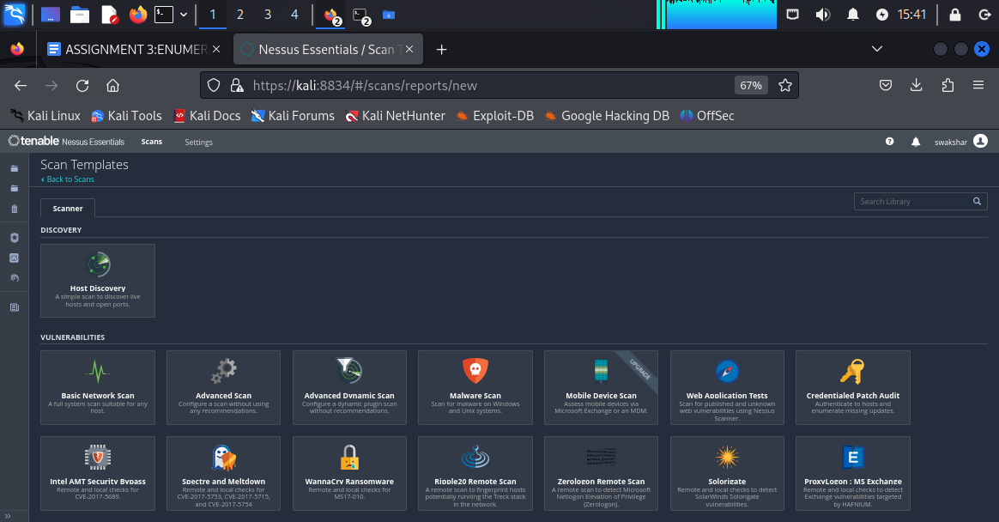 1 2 3 4 2 2 15:41
ASSIGNMENT 3:ENUMER Nessus Essentials / Scan T
https://kali:8834/#/scans/reports/new 67%
Kali Linux Kali Tools Kali Docs Kali Forums Kali NetHunter Exploit-DB Google Hacking DB OffSec
tenable Nessus Essentials Scans Settings swakshar
Scan Templates
Back to Scans
Scanner Search Library
DISCOVERY
Host Discovery
A simple scan to discover live
hosts and open ports.
VULNERABILITIES
Basic Network Scan
A full system scan suitable for any
host.
Advanced Scan
Configure a scan without using
any recommendations.
Advanced Dynamic Scan
Configure a dynamic plugin scan
without recommendations.
Malware Scan
Scan for malware on Windows
and Unix systems.
UPGRADE
Mobile Device Scan
Assess mobile devices via
Microsoft Exchange or an MDM.
Web Application Tests
Scan for published and unknown
web vulnerabilities using Nessus
Scanner.
Credentialed Patch Audit
Authenticate to hosts and
enumerate missing updates.
Intel AMT Security Bypass
Remote and local checks for
CVE-2017-5689.
Spectre and Meltdown
Remote and local checks for
CVE-2017-5753, CVE-2017-5715,
and CVE-2017-5754
WannaCry Ransomware
Remote and local checks for
MS17-010.
Ripple20 Remote Scan
A remote scan to fingerprint hosts
potentially running the Treck stack
in the network.
Zerologon Remote Scan
A remote scan to detect Microsoft
Netlogon Elevation of Privilege
(Zerologon).
Solorigate
Remote and local checks to detect
SolarWinds Solorigate
vulnerabilities.
E
ProxyLogon : MS Exchange
Remote and local checks to detect
Exchange vulnerabilities targeted
by HAFNIUM.